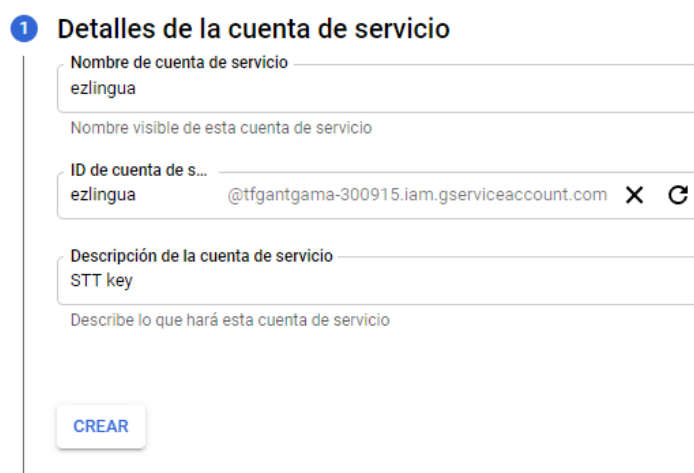 1 Detalles de la cuenta de servicio
Nombre de cuenta de servicio
ezlingua
Nombre visible de esta cuenta de servicio
ID de cuenta de s...
ezlingua @tfgantgama-300915.iam.gserviceaccount.com
Descripción de la cuenta de servicio
STT key
Describe lo que hará esta cuenta de servicio
CREAR